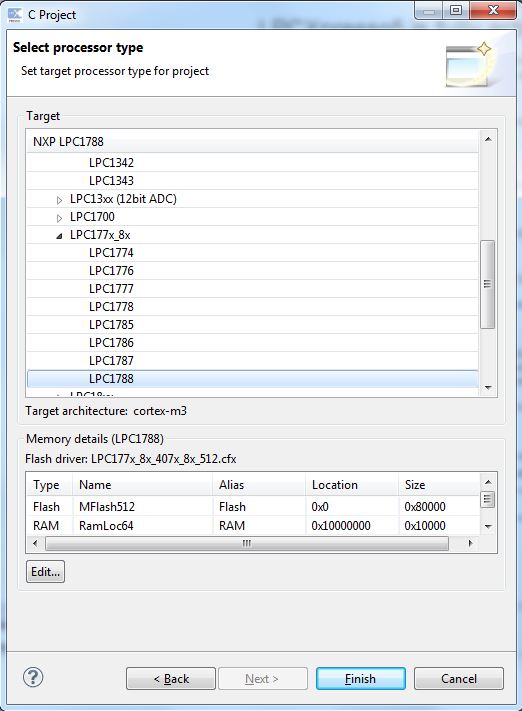 C Project
Select processor type
Set target processor type for project
Target
NXP LPC1788
LPC1342
LPC1343
LPC13xx (12bit ADC)
LPC1700
LPC177x_8x
LPC1774
LPC1776
LPC1777
LPC1778
LPC1785
LPC1786
LPC1787
LPC1788
LPC18xx
Target architecture: cortex-m3
Memory details (LPC1788)
Flash driver: LPC177x_8x_407x_8x_512.cfx
Type Name Alias Location Size
Flash MFlash512 Flash 0x0 0x80000
RAM RamLoc64 RAM 0x10000000 0x10000
Edit...
?
< Back Next > Finish Cancel